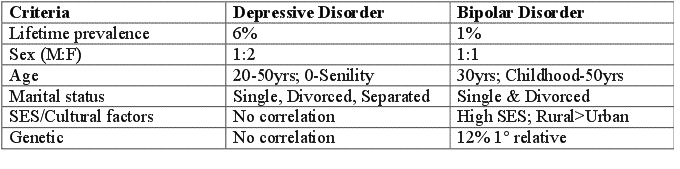 Criteria Depressive Disorder Bipolar Disorder
Lifetime prevalence 6% 1%
Sex (M:F) 1:2 1:1
Age 20-50yrs; 0-Senility 30yrs; Childhood-50yrs
Marital status Single, Divorced, Separated Single & Divorced
SES/Cultural factors No correlation High SES; Rural>Urban
Genetic No correlation 12% 1° relative